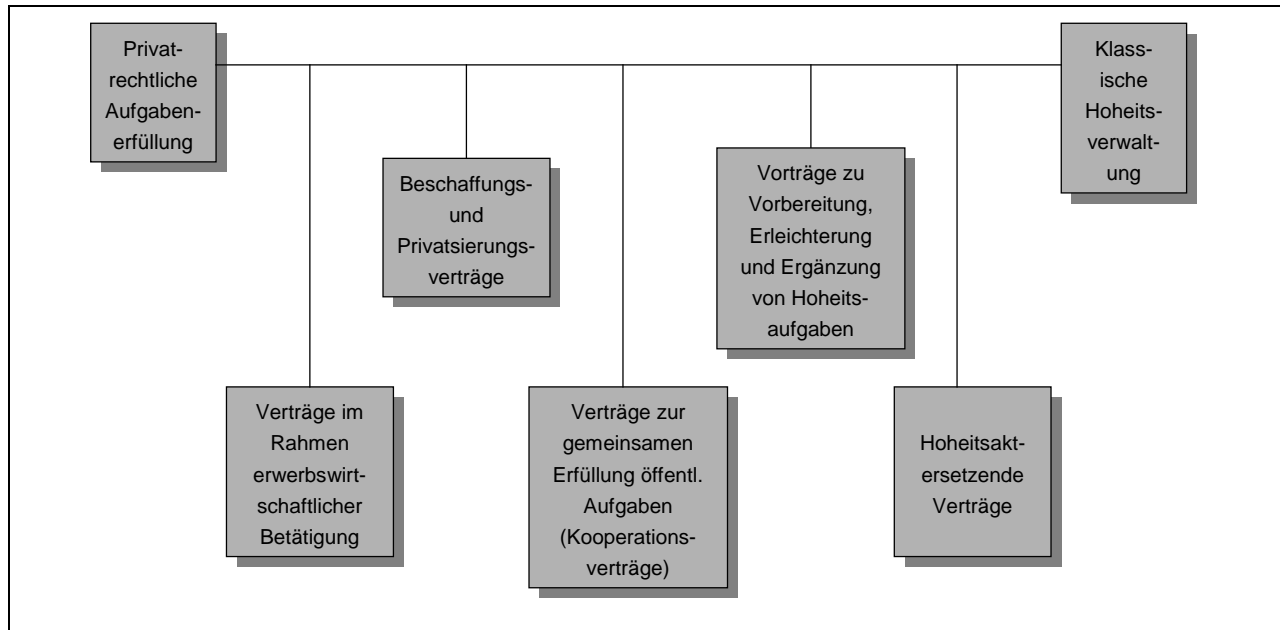 Privat-
rechtliche
Aufgaben-
erfüllung
Klass-
ische
Hoheits-
verwalt-
ung
Beschaffungs-
und
Privatsierungs-
verträge
Vorträge zu
Vorbereitung,
Erleichterung
und Ergänzung
von Hoheits-
aufgaben
Verträge im
Rahmen
erwerbswirt-
schaftlicher
Betätigung
Verträge zur
gemeinsamen
Erfüllung öffentl.
Aufgaben
(Kooperations-
verträge)
Hoheitsakt-
ersetzende
Verträge